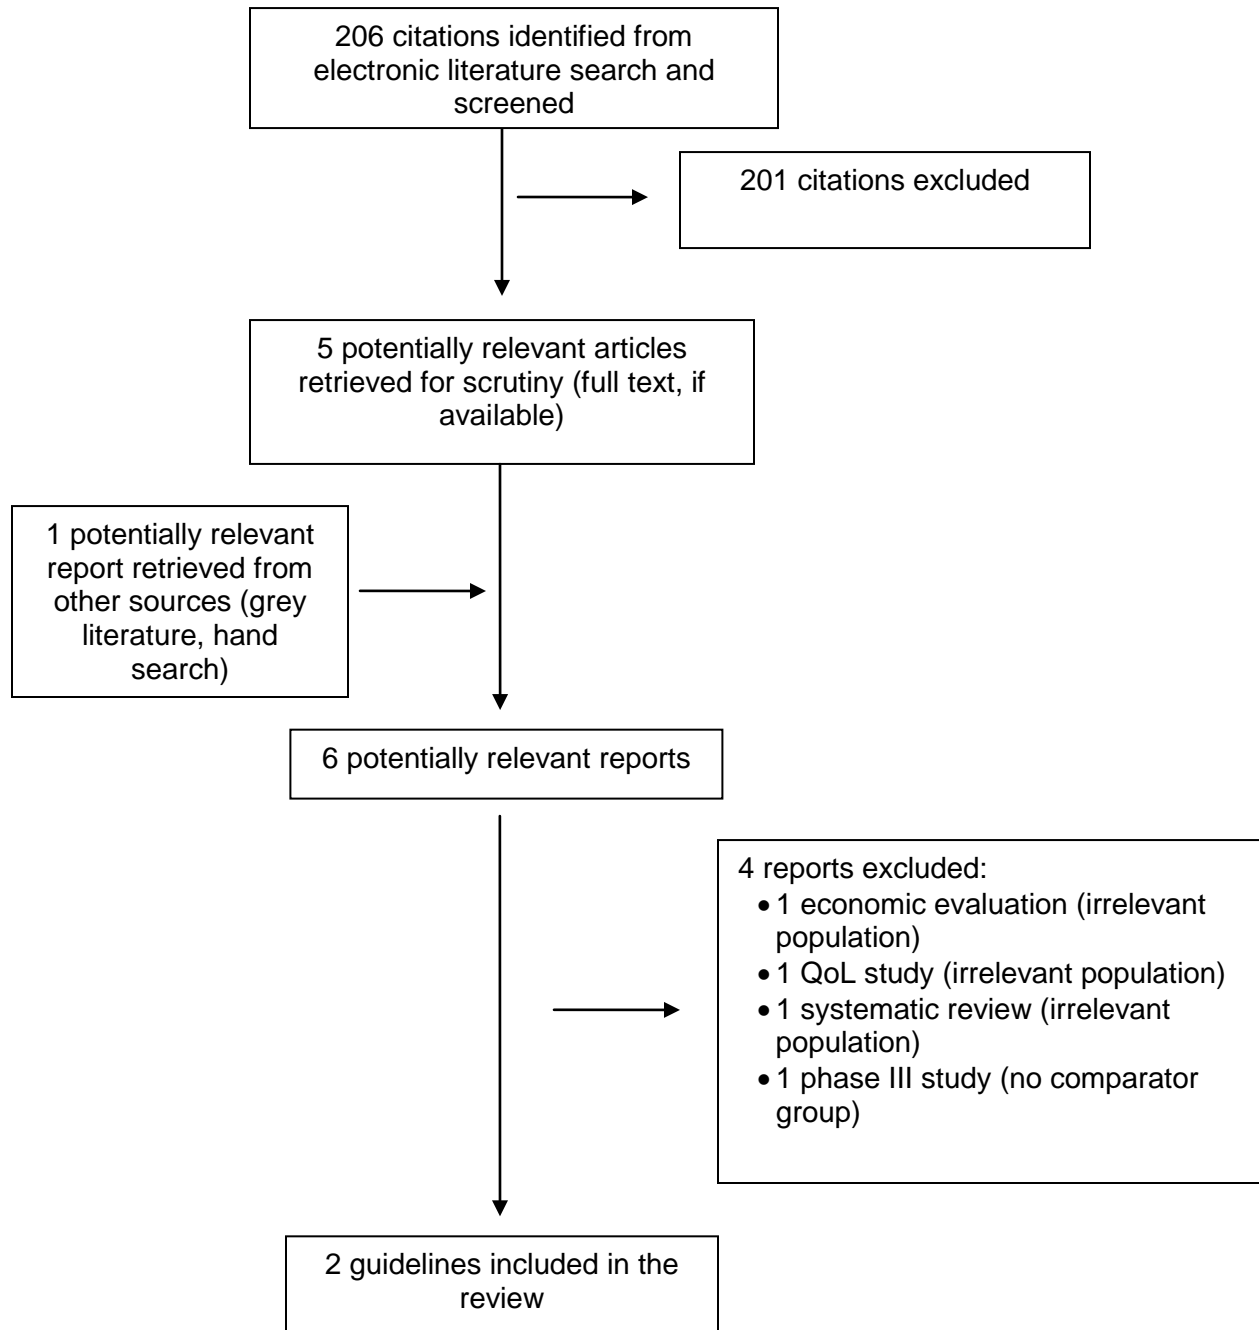 206 citations identified from
electronic literature search and
screened
201 citations excluded
5 potentially relevant articles
retrieved for scrutiny (full text, if
available)
1 potentially relevant
report retrieved from
other sources (grey
literature, hand
search)
6 potentially relevant reports
4 reports excluded:
• 1 economic evaluation (irrelevant
population)
• 1 QoL study (irrelevant population)
• 1 systematic review (irrelevant
population)
• 1 phase III study (no comparator
group)
2 guidelines included in the
review